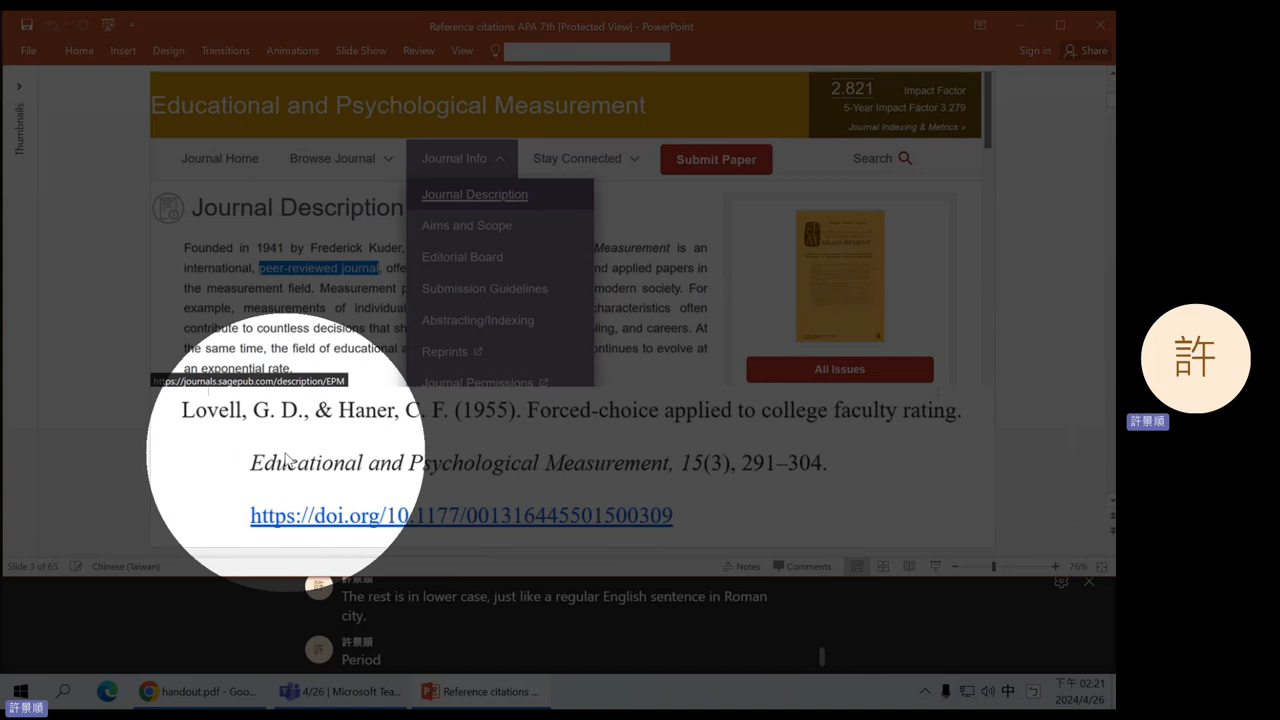 Reference citations APA 7th [Protected View] - PowerPoint
File Home Insert Design Transitions Animations Slide Show Review View Sign in Share
Thumbnails
Educational and Psychological Measurement
2.821 Impact Factor
5-Year Impact Factor 3.279
Journal Indexing & Metrics »
Journal Home Browse Journal Journal Info Stay Connected Submit Paper Search
Journal Description
Aims and Scope
Editorial Board
Submission Guidelines
Abstracting/Indexing
Reprints
Journal Permissions
Journal Description
Founded in 1941 by Frederick Kuder, Measurement is an
international, peer-reviewed journal, offe nd applied papers in
the measurement field. Measurement p modern society. For
example, measurements of individual characteristics often
contribute to countless decisions that sh ling, and careers. At
the same time, the field of educational a ontinues to evolve at
an exponential rate.
All Issues
https://journals.sagepub.com/description/EPM
Lovell, G. D., & Haner, C. F. (1955). Forced-choice applied to college faculty rating.
Educational and Psychological Measurement, 15(3), 291–304.
https://doi.org/10.1177/001316445501500309
Slide 3 of 65 Chinese (Taiwan) Notes Comments 76%
許景順
The rest is in lower case, just like a regular English sentence in Roman
city.
許 許景順
Period
handout.pdf - Goo... 4/26 | Microsoft Tea... Reference citations ... 中 下午 02:21
2024/4/26
許景順
許
許景順